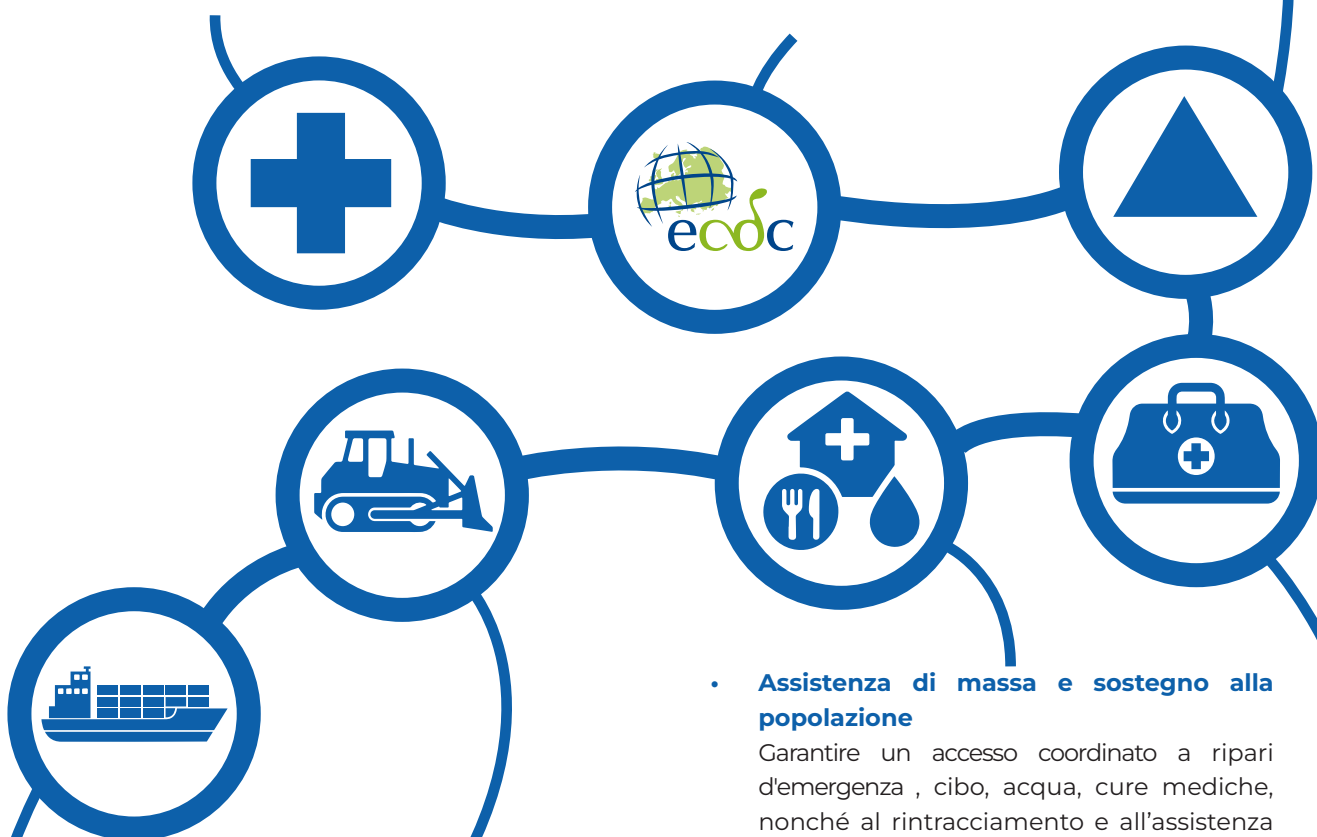 ecdc
• Assistenza di massa e sostegno alla
popolazione
Garantire un accesso coordinato a ripari
d'emergenza , cibo, acqua, cure mediche,
nonché al rintracciamento e all’assistenza